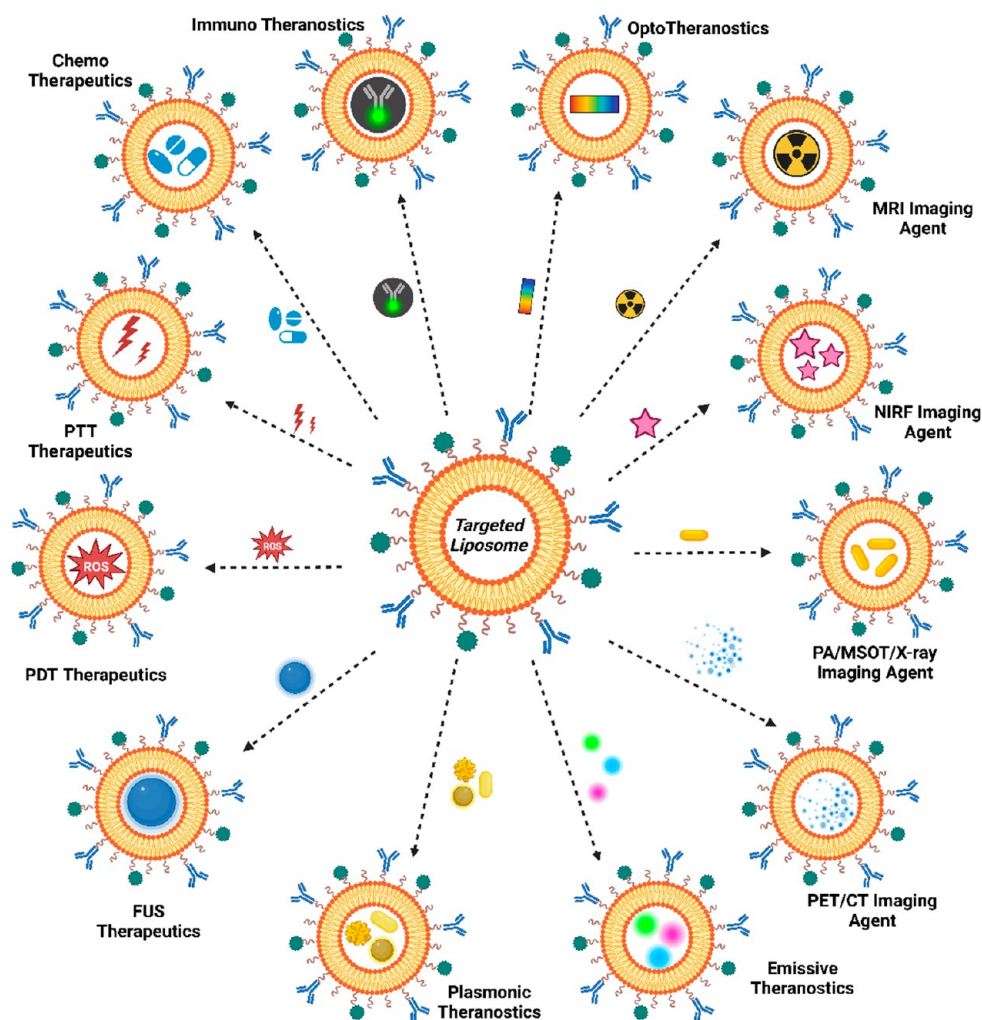 Immuno Theranostics
OptoTheranostics
Chemo
Therapeutics
MRI Imaging
Agent
PTT
Therapeutics
NIRF Imaging
Agent
Targeted
Liposome
ROS
ROS
PDT Therapeutics
PA/MSOT/X-ray
Imaging Agent
FUS
Therapeutics
PET/CT Imaging
Agent
Plasmonic
Theranostics
Emissive
Theranostics